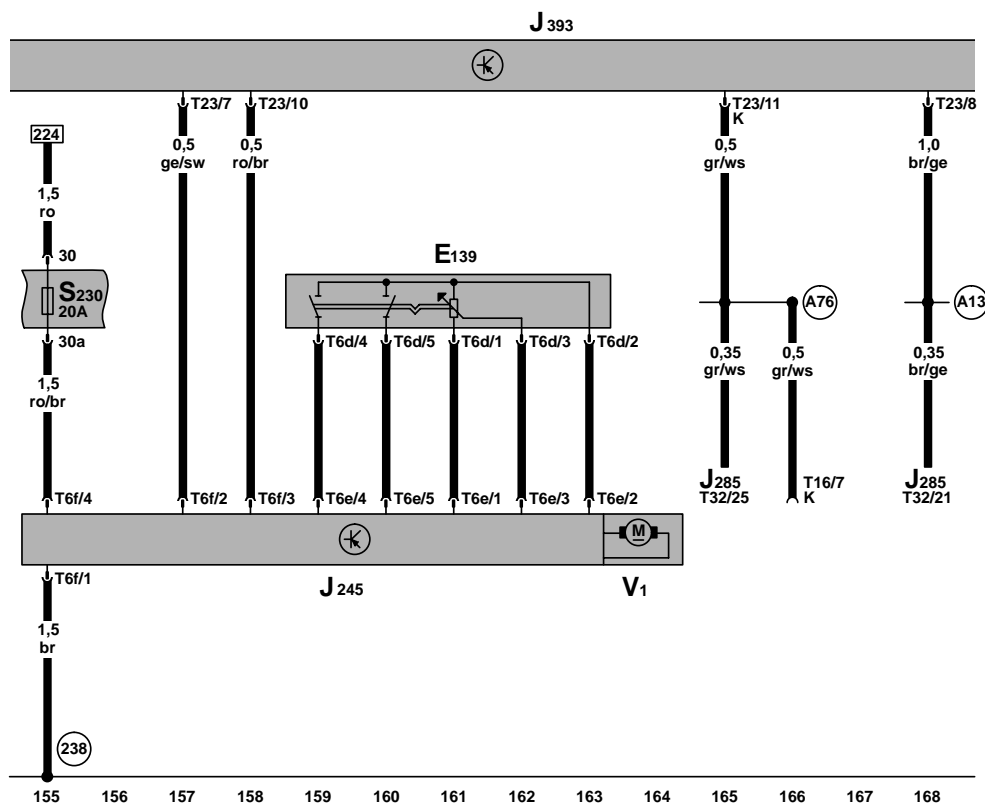 J393
T23/7 T23/10 T23/11 T23/8
K
224
0,5 0,5 0,5 1,0
ge/sw ro/br gr/ws br/ge
1,5
ro
30
E139
S230
20A
A76 A13
30a
T6d/4 T6d/5 T6d/1 T6d/3 T6d/2
0,35 0,5 0,35
gr/ws gr/ws br/ge
1,5
ro/br
J285 T16/7 J285
T32/25 K T32/21
T6f/4 T6f/2 T6f/3 T6e/4 T6e/5 T6e/1 T6e/3 T6e/2
M
T6f/1
J245 V1
1,5
br
238
155 156 157 158 159 160 161 162 163 164 165 166 167 168